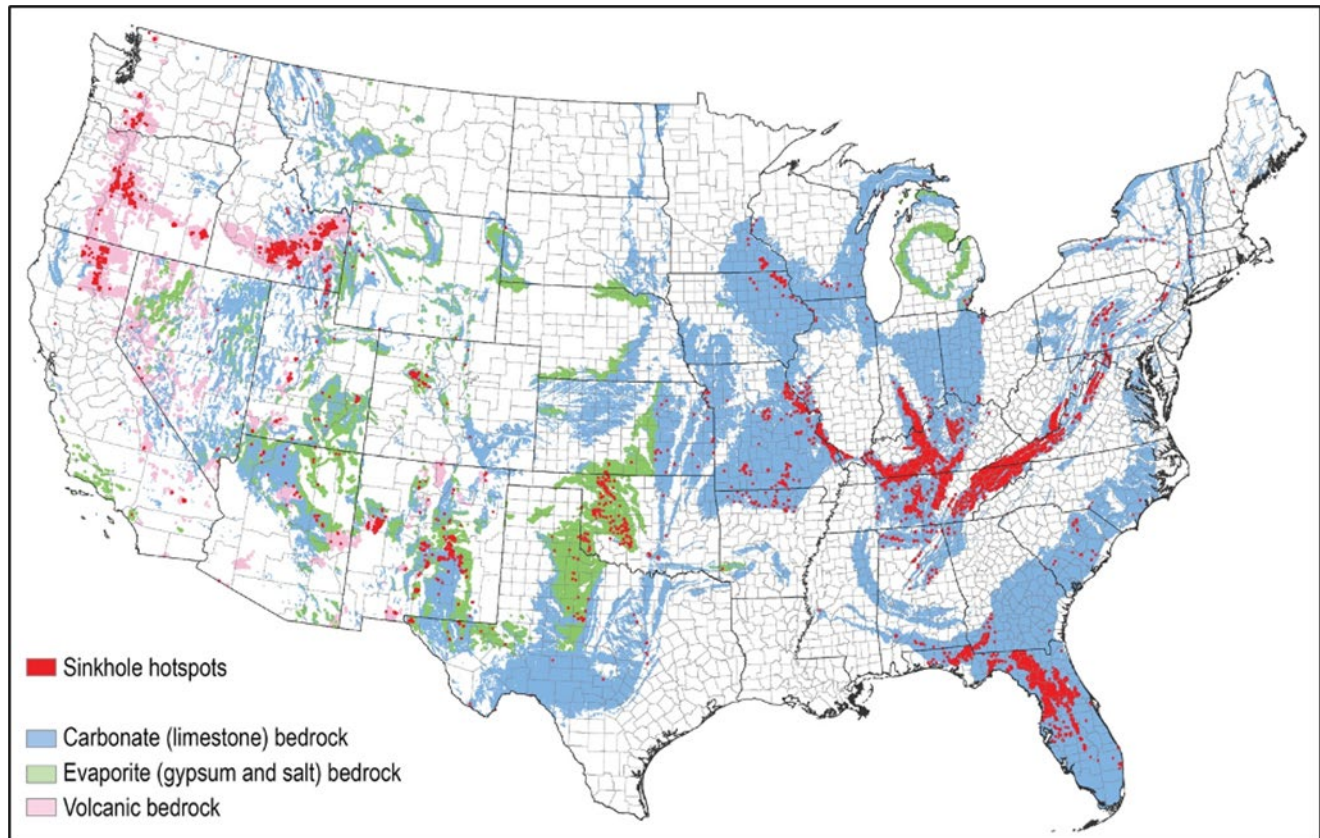 Sinkhole hotspots
Carbonate (limestone) bedrock
Evaporite (gypsum and salt) bedrock
Volcanic bedrock